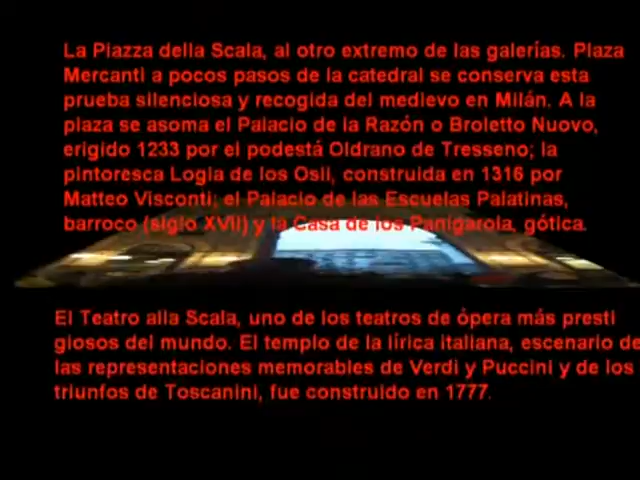 La Piazza della Scala, al otro extremo de las galerías. Plaza
Mercanti a pocos pasos de la catedral se conserva esta
prueba silenciosa y recogida del medievo en Milán. A la
plaza se asoma el Palacio de la Razón o Broletto Nuovo,
erigido 1233 por el podestá Oldrano de Tresseno; la
pintoresca Logia de los Osii, construida en 1316 por
Matteo Visconti; el Palacio de las Escuelas Palatinas,
barroco (siglo XVII) y la Casa de los Panigarola, gótica.
El Teatro alla Scala, uno de los teatros de ópera más presti
giosos del mundo. El templo de la lírica italiana, escenario de
las representaciones memorables de Verdi y Puccini y de los
triunfos de Toscanini, fue construido en 1777.